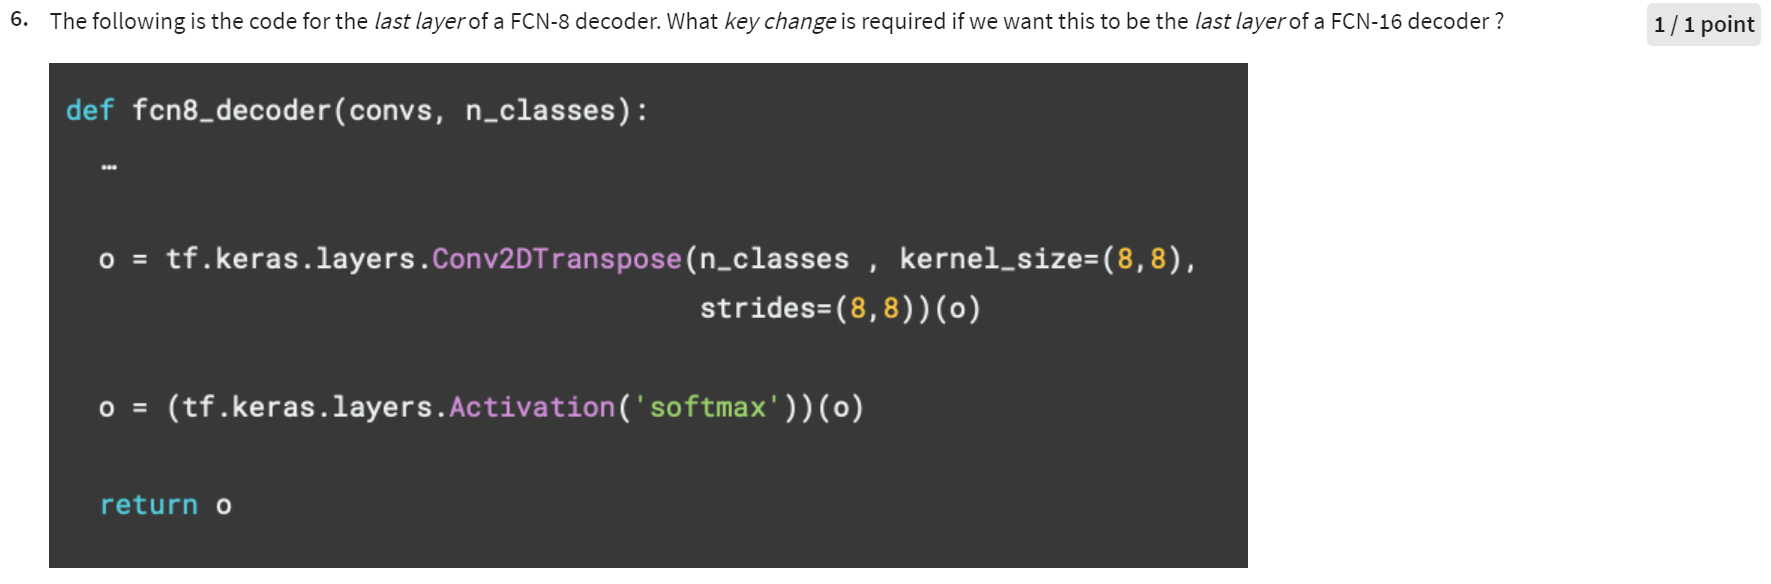 6. The following is the code for the last layer of a FCN-8 decoder. What key change is required if we want this to be the last layer of a FCN-16 decoder ?
1 / 1 point
def fcn8_decoder(convs, n_classes):
…
o = tf.keras.layers.Conv2DTranspose(n_classes , kernel_size=(8,8),
strides=(8,8))(o)
o = (tf.keras.layers.Activation('softmax'))(o)
return o